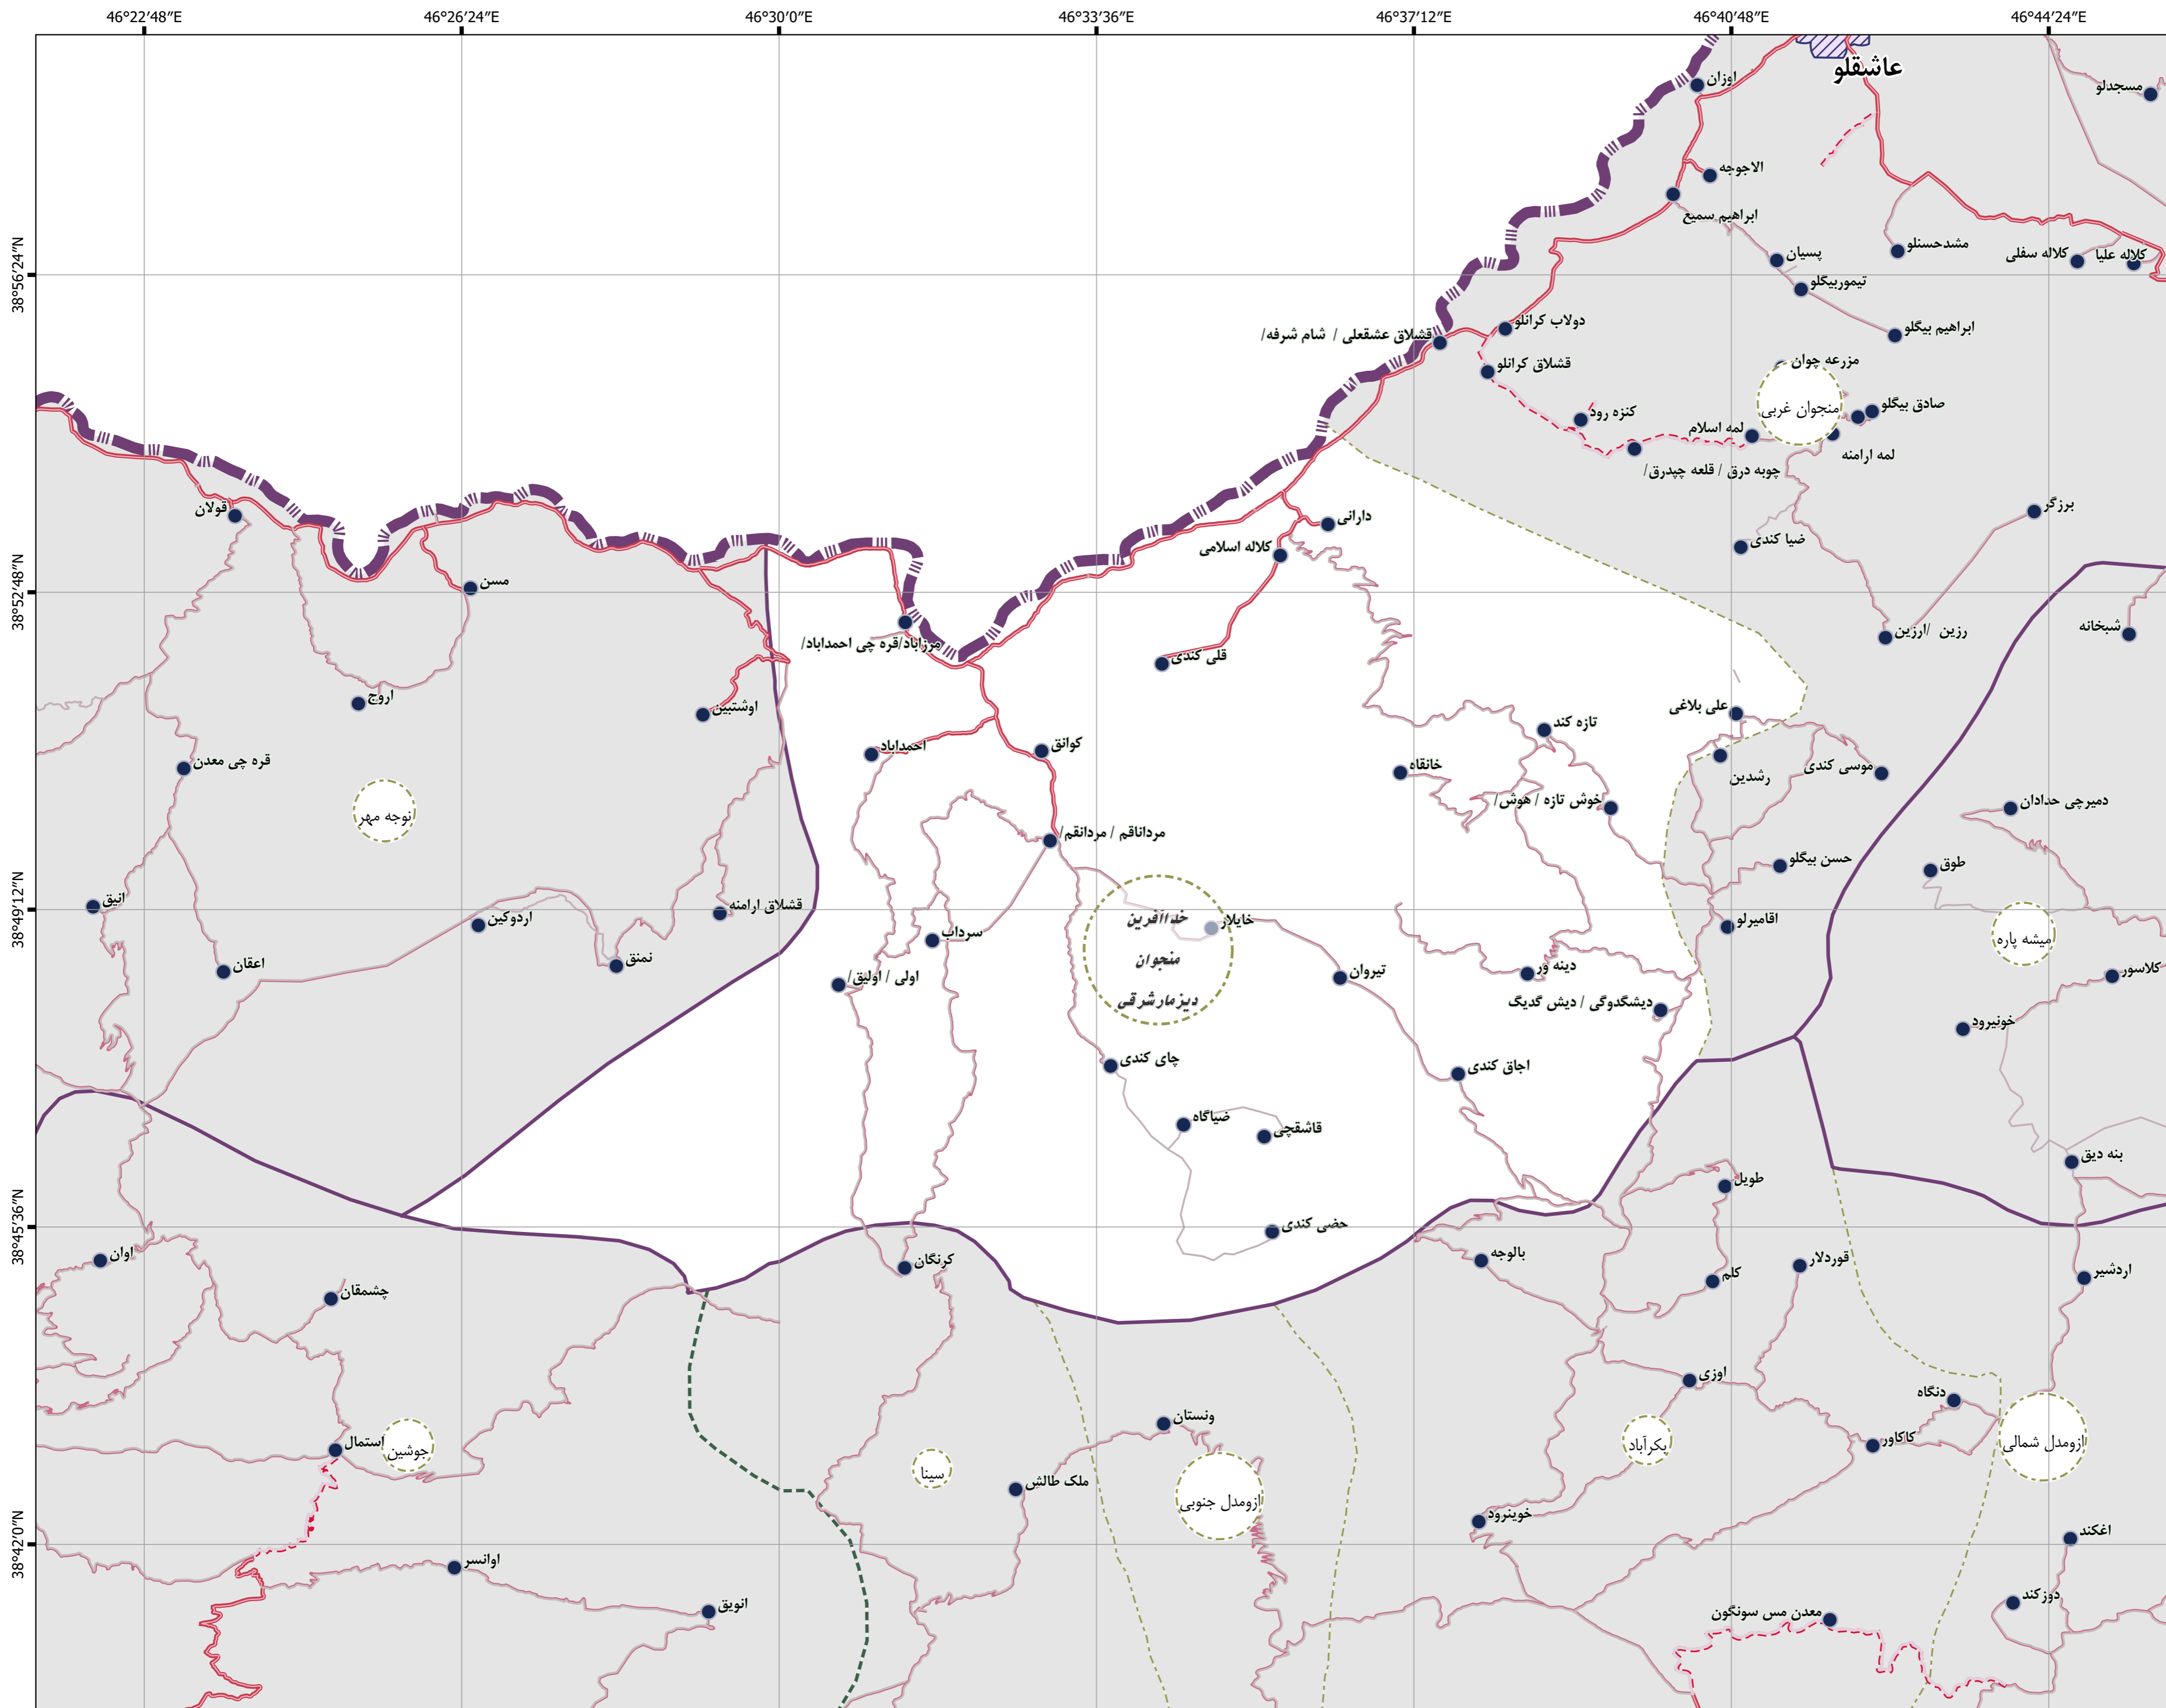 46°22'48"E
46°26'24"E
46°30'0"E
46°33'36"E
46°37'12"E
46°40'48"E
46°44'24"E
عاشقلو
اوزان
مسجدلو
الاجوجه
ابراهیم سمیع
مشدحسنلو
کلاله علیا
کلاله سفلی
پسیان
38°56'24"N
تیموربیگلو
دولاب کرانلو
ابراهیم بیگلو
قشلاق عشقعلی / شام شرفه/
قشلاق کرانلو
مزرعه چوان
منجوان غربی
صادق بیگلو
کنزه رود
لمه اسلام
لمه ارامنه
چوبه درق / قلعه چپدرق/
قولان
دارانی
برزگر
کلاله اسلامی
ضیا کندی
38°52'48"N
مسن
رزین /ارزین
شبخانه
مرزاباد/قره چی احمداباد/
قلی کندی
اروج
اوشتبین
علی بلاغی
تازه کند
احمداباد
کوانق
قره چی معدن
خانقاه
رشدین
موسی کندی
نوجه مهر
خوش تازه / هوش/
دمیرچی حدادان
مرداناقم / مردانقم/
حسن بیگلو
طوق
38°49'12"N
انیق
قشلاق ارامنه
اردوکین
خداآفرین
منجوان
دیزمارشرقی
خایلار
اقامیرلو
سرداب
میشه پاره
نمنق
اعقان
اولی / اولیق/
تیروان
دینه ور
کلاسور
دیشگدوگی / دیش گدیگ
خونیرود
چای کندی
اجاق کندی
ضیاگاه
قاشقچی
بنه دیق
طویل
38°45'36"N
حضی کندی
اوان
کرنگان
بالوجه
قوردلار
کلم
اردشیر
چشمقان
اوزی
دنگاه
ونستان
استمال
جوشین
سینا
بکرآباد
کاکاور
ازومدل شمالی
ملک طالش
ازومدل جنوبی
خوینرود
38°42'0"N
اغکند
اوانسر
انویق
دوزکند
معدن مس سونگون